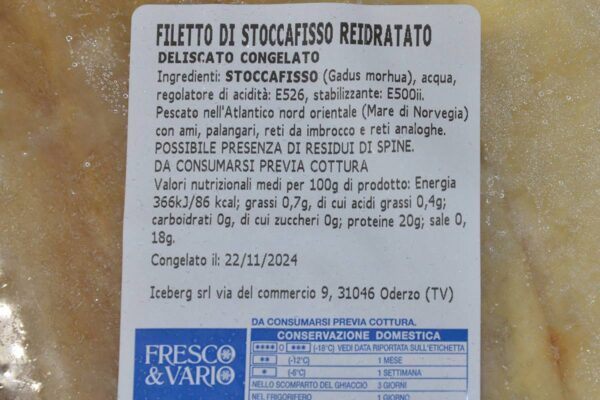 FILETTO DI STOCCAFISSO REIDRATATO
DELISCATO CONGELATO
Ingredienti: STOCCAFISSO (Gadus morhua), acqua,
regolatore di acidità: E526, stabilizzante: E500ii.
Pescato nell'Atlantico nord orientale (Mare di Norvegia)
con ami, palangari, reti da imbrocco e reti analoghe.
POSSIBILE PRESENZA DI RESIDUI DI SPINE.
DA CONSUMARSI PREVIA COTTURA
Valori nutrizionali medi per 100g di prodotto: Energia
366kJ/86 kcal; grassi 0,7g, di cui acidi grassi 0,4g;
carboidrati 0g, di cui zuccheri 0g; proteine 20g; sale 0,
18g.
Congelato il: 22/11/2024
Iceberg srl via del commercio 9, 31046 Oderzo (TV)
DA CONSUMARSI PREVIA COTTURA.
CONSERVAZIONE DOMESTICA
**** O *** (-18°C) VEDI DATA RIPORTATA SULL'ETICHETTA
** (-12°C) 1 MESE
* (-6°C) 1 SETTIMANA
NELLO SCOMPARTO DEL GHIACCIO 3 GIORNI
NEL FRIGORIFERO 1 GIORNO
FRESCO
&VARIO